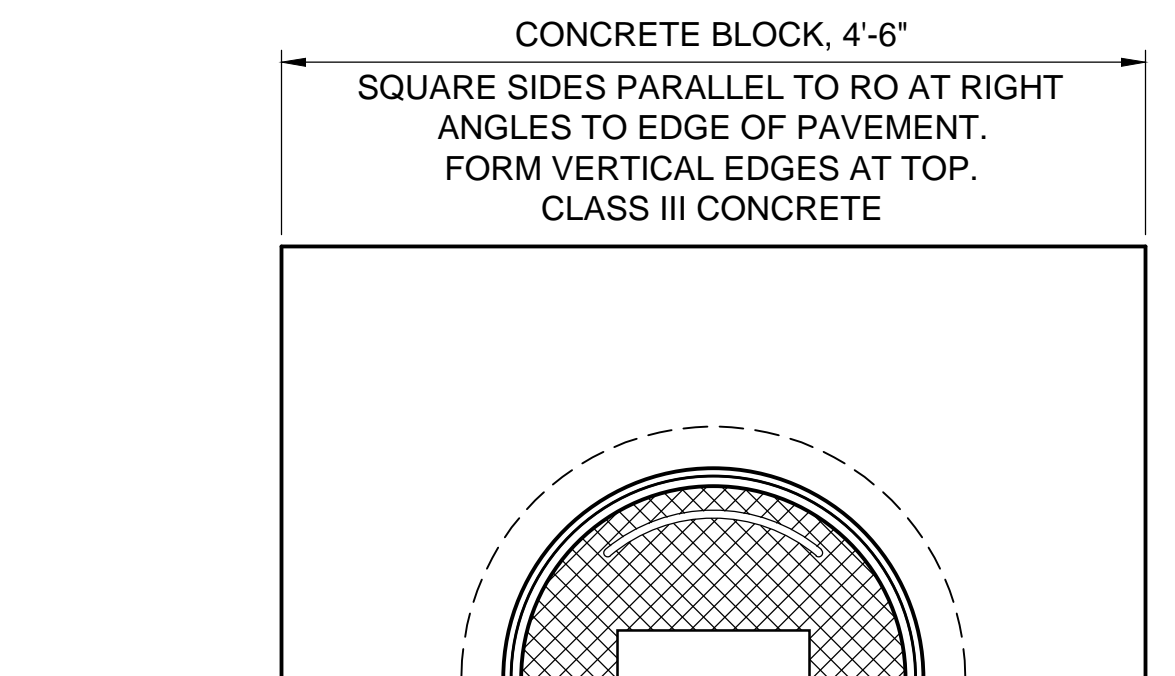 CONCRETE BLOCK, 4'-6"
SQUARE SIDES PARALLEL TO RO AT RIGHT
ANGLES TO EDGE OF PAVEMENT.
FORM VERTICAL EDGES AT TOP.
CLASS III CONCRETE